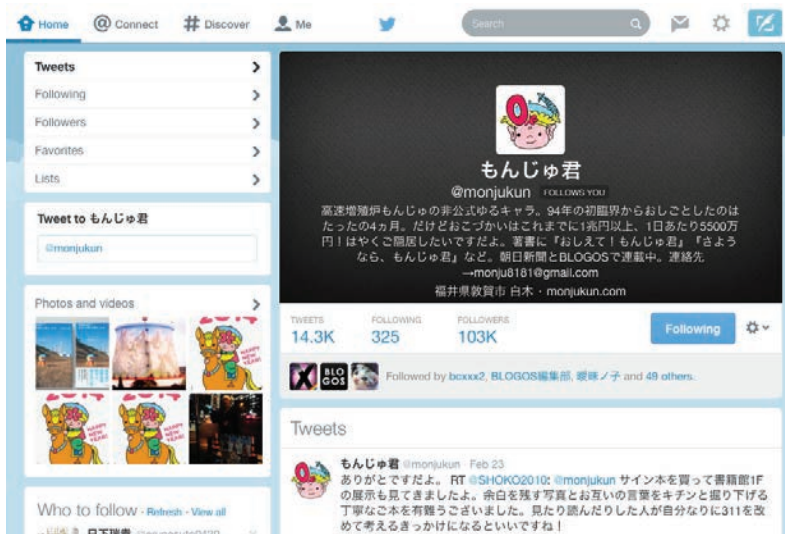 Home
Connect
Discover
Me
Search
Tweets
Following
Followers
Favorites
Lists
Tweet to もんじゅ君
@monjukun
Photos and videos
Who to follow · Refresh · View all
日下瑞貴
もんじゅ君
@monjukun FOLLOWS YOU
高速増殖炉もんじゅの非公式ゆるキャラ。94年の初臨界からおしごとしたのは
たったの4ヵ月。だけどおこづかいはこれまでに1兆円以上、1日あたり5500万
円！はやくご隠居したいですだよ。著書に『おしえて！もんじゅ君』『さよう
なら、もんじゅ君』など。朝日新聞とBLOGOSで連載中。連絡先
→monju8181@gmail.com
福井県敦賀市 白木・monjukun.com
TWEETS FOLLOWING FOLLOWERS
14.3K 325 103K
Following
BLO
GOS
Followed by bcxxx2, BLOGOS編集部, 曖昧ノ子 and 49 others.
Tweets
もんじゅ君 @monjukun · Feb 23
ありがとですだよ。 RT @SHOKO2010: @monjukun サイン本を買って書籍館1F
の展示も見てきましたよ。余白を残す写真とお互いの言葉をキチンと掘り下げる
丁寧なご本を有難うございました。見たり読んだりした人が自分なりに311を改
めて考えるきっかけになるといいですね！